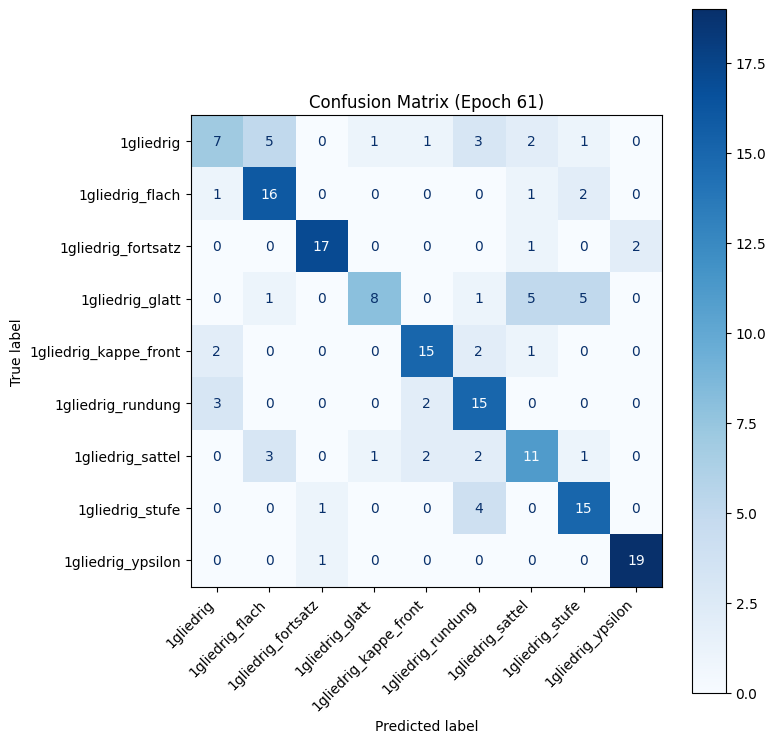 Confusion Matrix (Epoch 61)
True label
1gliedrig 7 5 0 1 1 3 2 1 0
1gliedrig_flach 1 16 0 0 0 0 1 2 0
1gliedrig_fortsatz 0 0 17 0 0 0 1 0 2
1gliedrig_glatt 0 1 0 8 0 1 5 5 0
1gliedrig_kappe_front 2 0 0 0 15 2 1 0 0
1gliedrig_rundung 3 0 0 0 2 15 0 0 0
1gliedrig_sattel 0 3 0 1 2 2 11 1 0
1gliedrig_stufe 0 0 1 0 0 4 0 15 0
1gliedrig_ypsilon 0 0 1 0 0 0 0 0 19
1gliedrig
1gliedrig_flach
1gliedrig_fortsatz
1gliedrig_glatt
1gliedrig_kappe_front
1gliedrig_rundung
1gliedrig_sattel
1gliedrig_stufe
1gliedrig_ypsilon
Predicted label
17.5
15.0
12.5
10.0
7.5
5.0
2.5
0.0